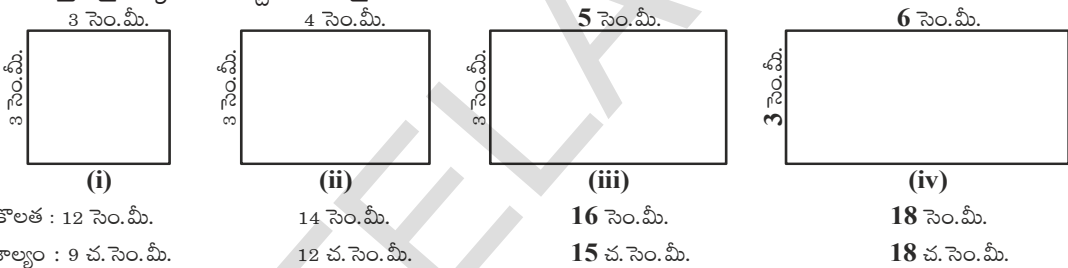 3 సెం.మీ. 4 సెం.మీ. 5 సెం.మీ. 6 సెం.మీ.
3 సెం.మీ. 3 సెం.మీ. 3 సెం.మీ. 3 సెం.మీ.
(i) (ii) (iii) (iv)
కొలత : 12 సెం.మీ. 14 సెం.మీ. 16 సెం.మీ. 18 సెం.మీ.
శాల్యం : 9 చ.సెం.మీ. 12 చ.సెం.మీ. 15 చ.సెం.మీ. 18 చ.సెం.మీ.